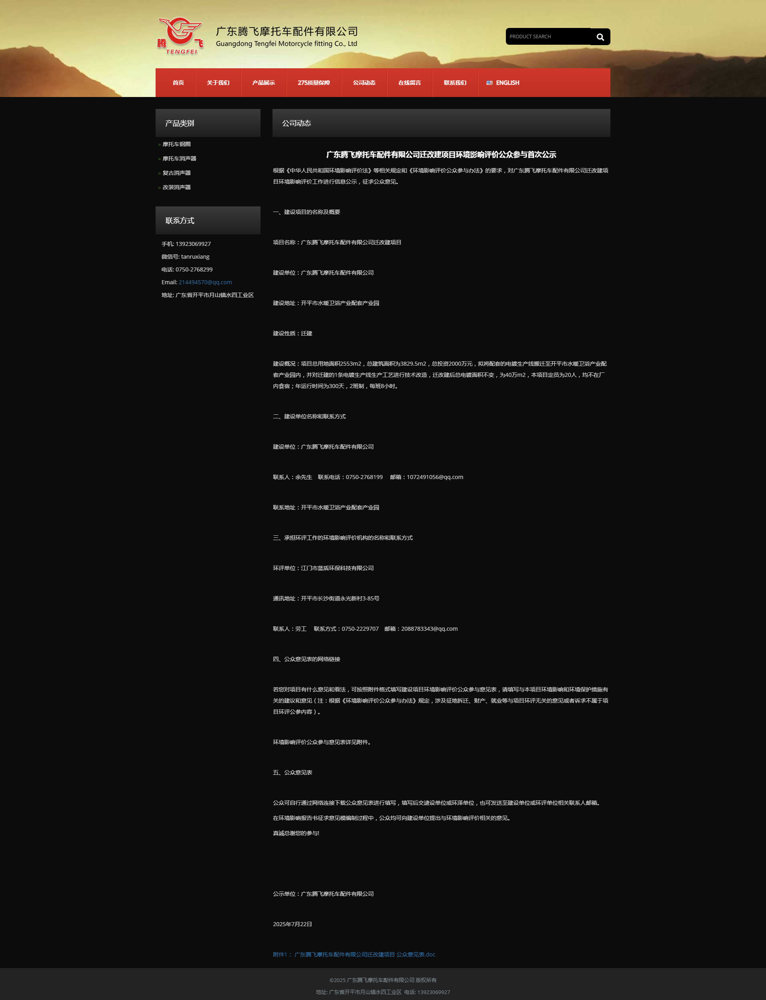 腾 飞
TENGFEI
广东腾飞摩托车配件有限公司
Guangdong Tengfei Motorcycle fitting Co., Ltd
PRODUCT SEARCH
首页 关于我们 产品展示 275质量保障 公司动态 在线留言 联系我们 ENGLISH
产品类别
» 摩托车钢圈
» 摩托车消声器
» 复古消声器
» 改装消声器
联系方式
手机: 13923069927
微信号: tanruxiang
电话: 0750-2768299
Email: 214494570@qq.com
地址: 广东省开平市月山镇水四工业区
公司动态
广东腾飞摩托车配件有限公司迁改建项目环境影响评价公众参与首次公示
根据《中华人民共和国环境影响评价法》等相关规定和《环境影响评价公众参与办法》的要求，对广东腾飞摩托车配件有限公司迁改建项
目环境影响评价工作进行信息公示，征求公众意见。
一、建设项目的名称及概要
项目名称：广东腾飞摩托车配件有限公司迁改建项目
建设单位：广东腾飞摩托车配件有限公司
建设地址：开平市水暖卫浴产业配套产业园
建设性质：迁建
建设概况：项目总用地面积2553m2，总建筑面积为3829.5m2，总投资2000万元，拟将配套的电镀生产线搬迁至开平市水暖卫浴产业配
套产业园内，并对迁建的1条电镀生产线生产工艺进行技术改造，迁改建后总电镀面积不变，为40万m2，本项目定员为20人，均不在厂
内食宿；年运行时间为300天，2班制，每班8小时。
二、建设单位名称和联系方式
建设单位：广东腾飞摩托车配件有限公司
联系人：余先生 联系电话：0750-2768199 邮箱：1072491056@qq.com
联系地址：开平市水暖卫浴产业配套产业园
三、承担环评工作的环境影响评价机构的名称和联系方式
环评单位：江门市蓝盾环保科技有限公司
通讯地址：开平市长沙街道永光新村3-85号
联系人：劳工 联系方式：0750-2229707 邮箱：2088783343@qq.com
四、公众意见表的网络链接
若您对项目有什么意见和看法，可按照附件格式填写建设项目环境影响评价公众参与意见表，请填写与本项目环境影响和环境保护措施有
关的建议和意见（注：根据《环境影响评价公众参与办法》规定，涉及征地拆迁、财产、就业等与项目环评无关的意见或者诉求不属于项
目环评公参内容）。
环境影响评价公众参与意见表详见附件。
五、公众意见表
公众可自行通过网络连接下载公众意见表进行填写，填写后交逮设单位或环泽单位，也可发送至建设单位或环评单位相关联系人邮箱。
在环境影响报告书征求意见模编制过程中，公众均可向建设单位提出与环境影响评价相关的意见。
真诚总谢您的参与!
公示单位：广东腾飞摩托车配件有限公司
2025年7月22日
附件1： 广东腾飞摩托车配件有限公司迁改建项目 公众意见表.doc
©2025 广东腾飞摩托车配件有限公司 版权所有
地址: 广东省开平市月山镇水四工业区 电话: 13923069927